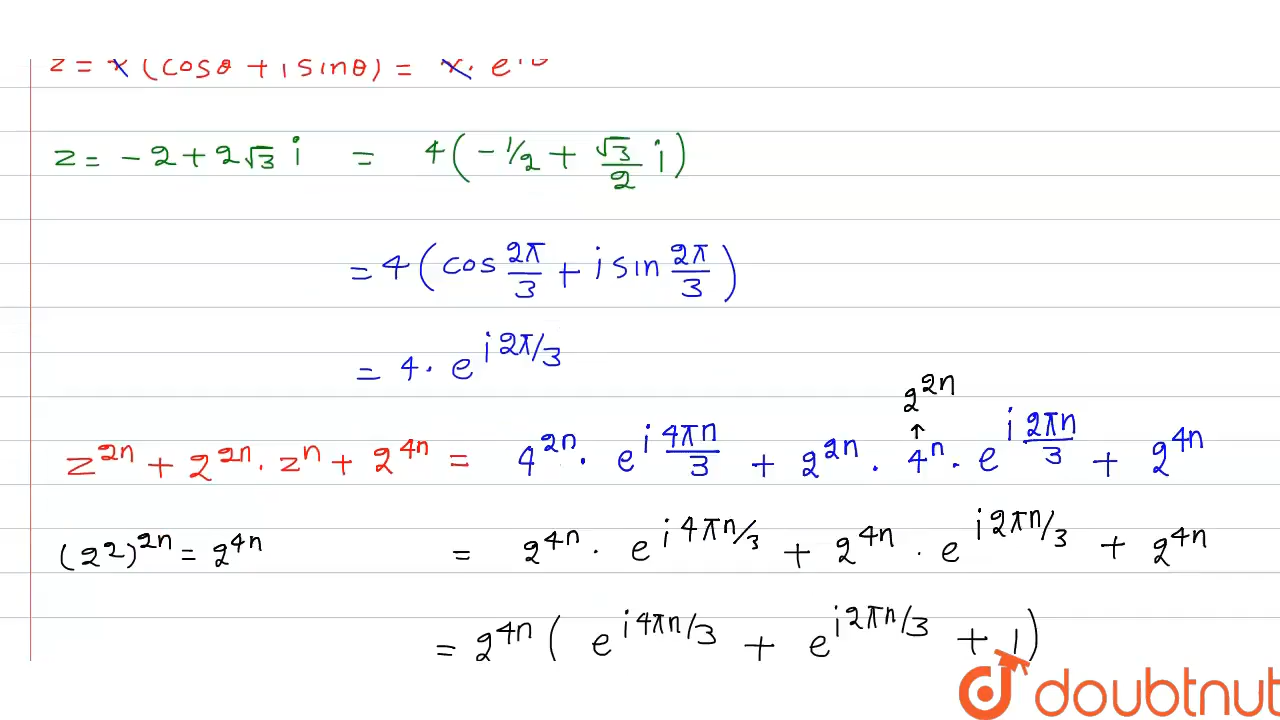 z = r (cosθ + i sinθ) = r. e^iθ
z = -2 + 2√3 i = 4(-1/2 + √3/2 i)
= 4(cos 2π/3 + i sin 2π/3)
= 4. e^i2π/3
2^2n
↑
z^2n + 2^2n. z^n + 2^4n = 4^2n. e^i 4πn/3 + 2^2n. 4^n. e^i 2πn/3 + 2^4n
(2^2)^2n = 2^4n = 2^4n. e^i4πn/3 + 2^4n. e^i2πn/3 + 2^4n
= 2^4n ( e^i4πn/3 + e^i2πn/3 + 1)
doubtnut